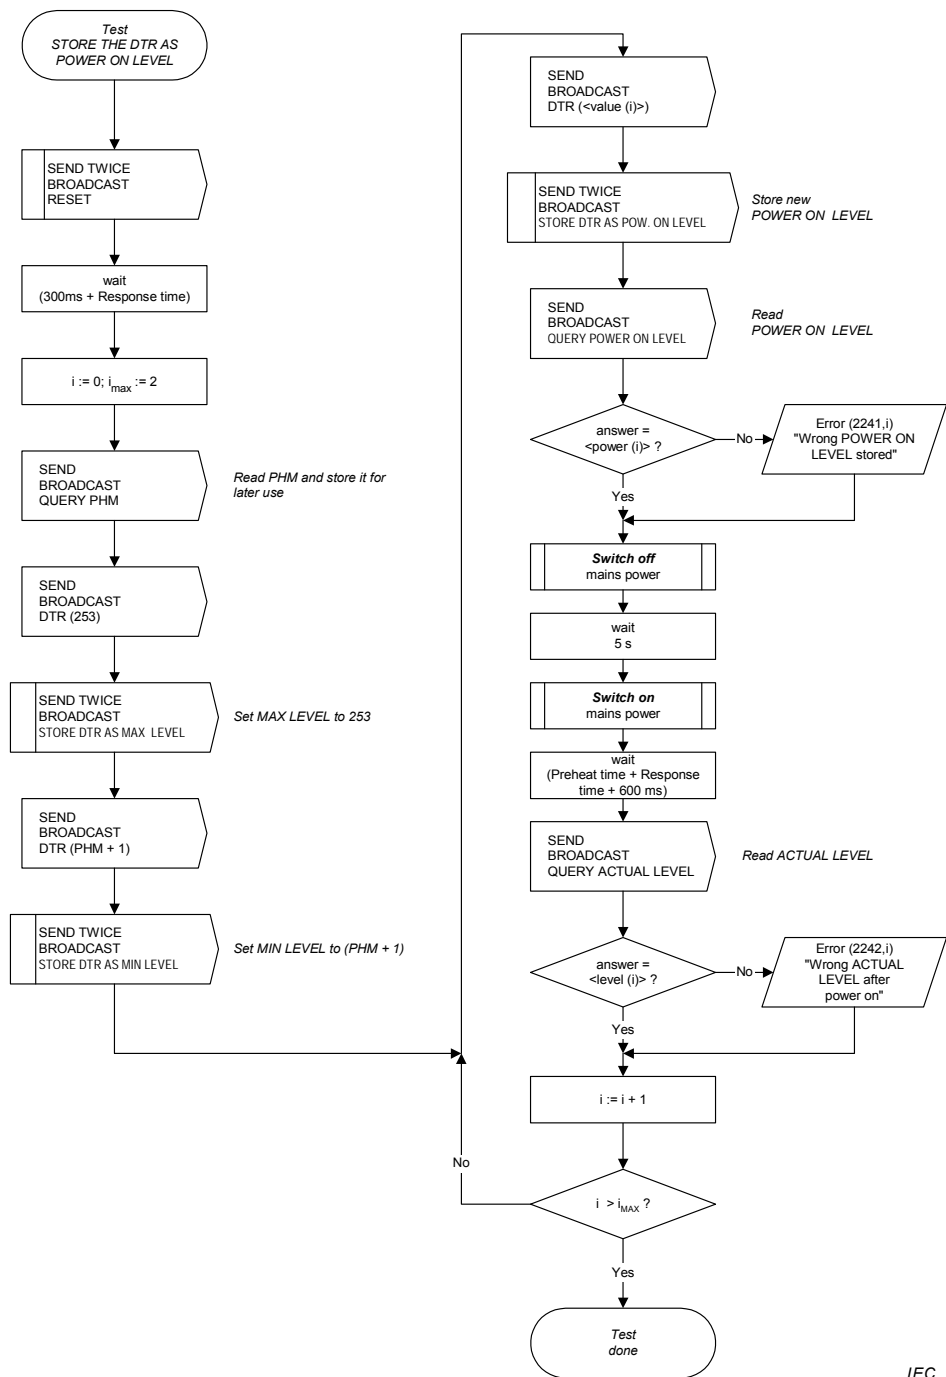 Test
STORE THE DTR AS
POWER ON LEVEL
SEND TWICE
BROADCAST
RESET
wait
(300ms + Response time)
i := 0; imax := 2
SEND
BROADCAST
QUERY PHM
Read PHM and store it for
later use
SEND
BROADCAST
DTR (253)
SEND TWICE
BROADCAST
STORE DTR AS MAX LEVEL
Set MAX LEVEL to 253
SEND
BROADCAST
DTR (PHM + 1)
SEND TWICE
BROADCAST
STORE DTR AS MIN LEVEL
Set MIN LEVEL to (PHM + 1)
SEND
BROADCAST
DTR (<value (i)>)
SEND TWICE
BROADCAST
STORE DTR AS POW. ON LEVEL
Store new
POWER ON LEVEL
SEND
BROADCAST
QUERY POWER ON LEVEL
Read
POWER ON LEVEL
answer =
<power (i)> ?
No
Error (2241,i)
"Wrong POWER ON
LEVEL stored"
Yes
Switch off
mains power
wait
5 s
Switch on
mains power
wait
(Preheat time + Response
time + 600 ms)
SEND
BROADCAST
QUERY ACTUAL LEVEL
Read ACTUAL LEVEL
answer =
<level (i)> ?
No
Error (2242,i)
"Wrong ACTUAL
LEVEL after
power on"
Yes
i := i + 1
No
i > iMAX ?
Yes
Test
done
IEC